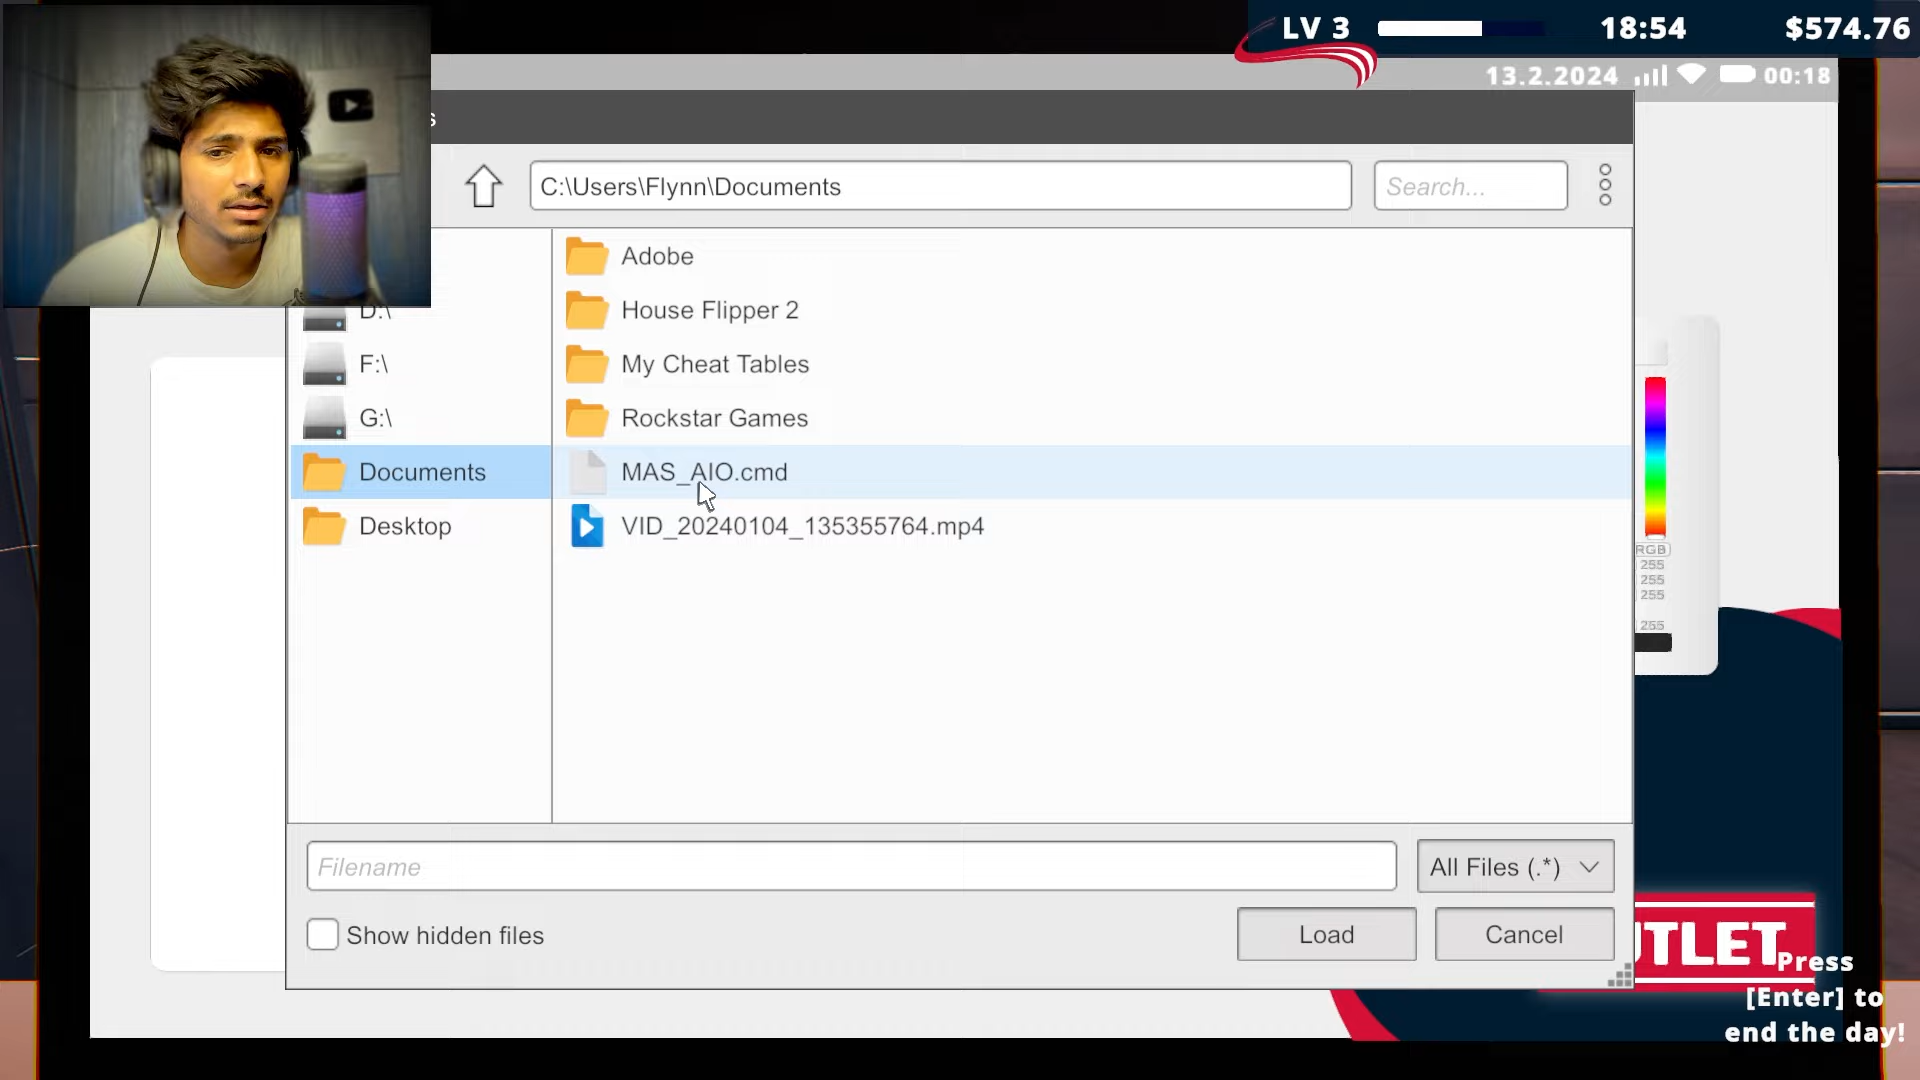 LV 3
18:54
$574.76
13.2.2024
00:18
s
C:\Users\Flynn\Documents
Search...
D:\
F:\
G:\
Documents
Desktop
Adobe
House Flipper 2
My Cheat Tables
Rockstar Games
MAS_AIO.cmd
VID_20240104_135355764.mp4
RGB
255
255
255
255
Filename
All Files (.*)
Show hidden files
Load
Cancel
UTLET
Press
[Enter] to
end the day!